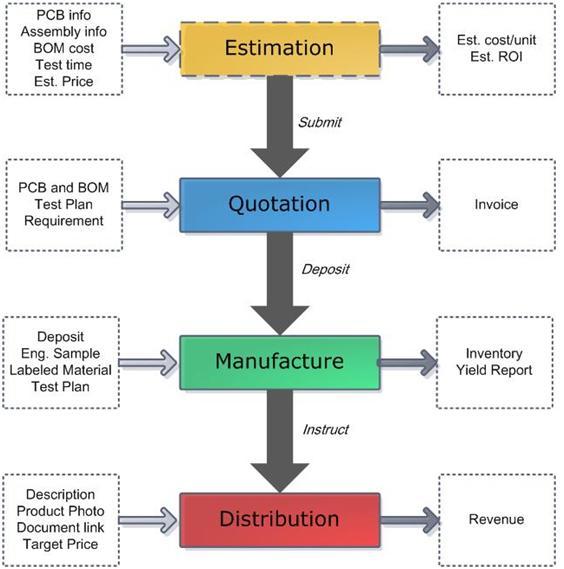 PCB info
Assembly info
BOM cost
Test time
Est. Price
Estimation
Est. cost/unit
Est. ROI
Submit
PCB and BOM
Test Plan
Requirement
Quotation
Invoice
Deposit
Deposit
Eng. Sample
Labeled Material
Test Plan
Manufacture
Inventory
Yield Report
Instruct
Description
Product Photo
Document link
Target Price
Distribution
Revenue